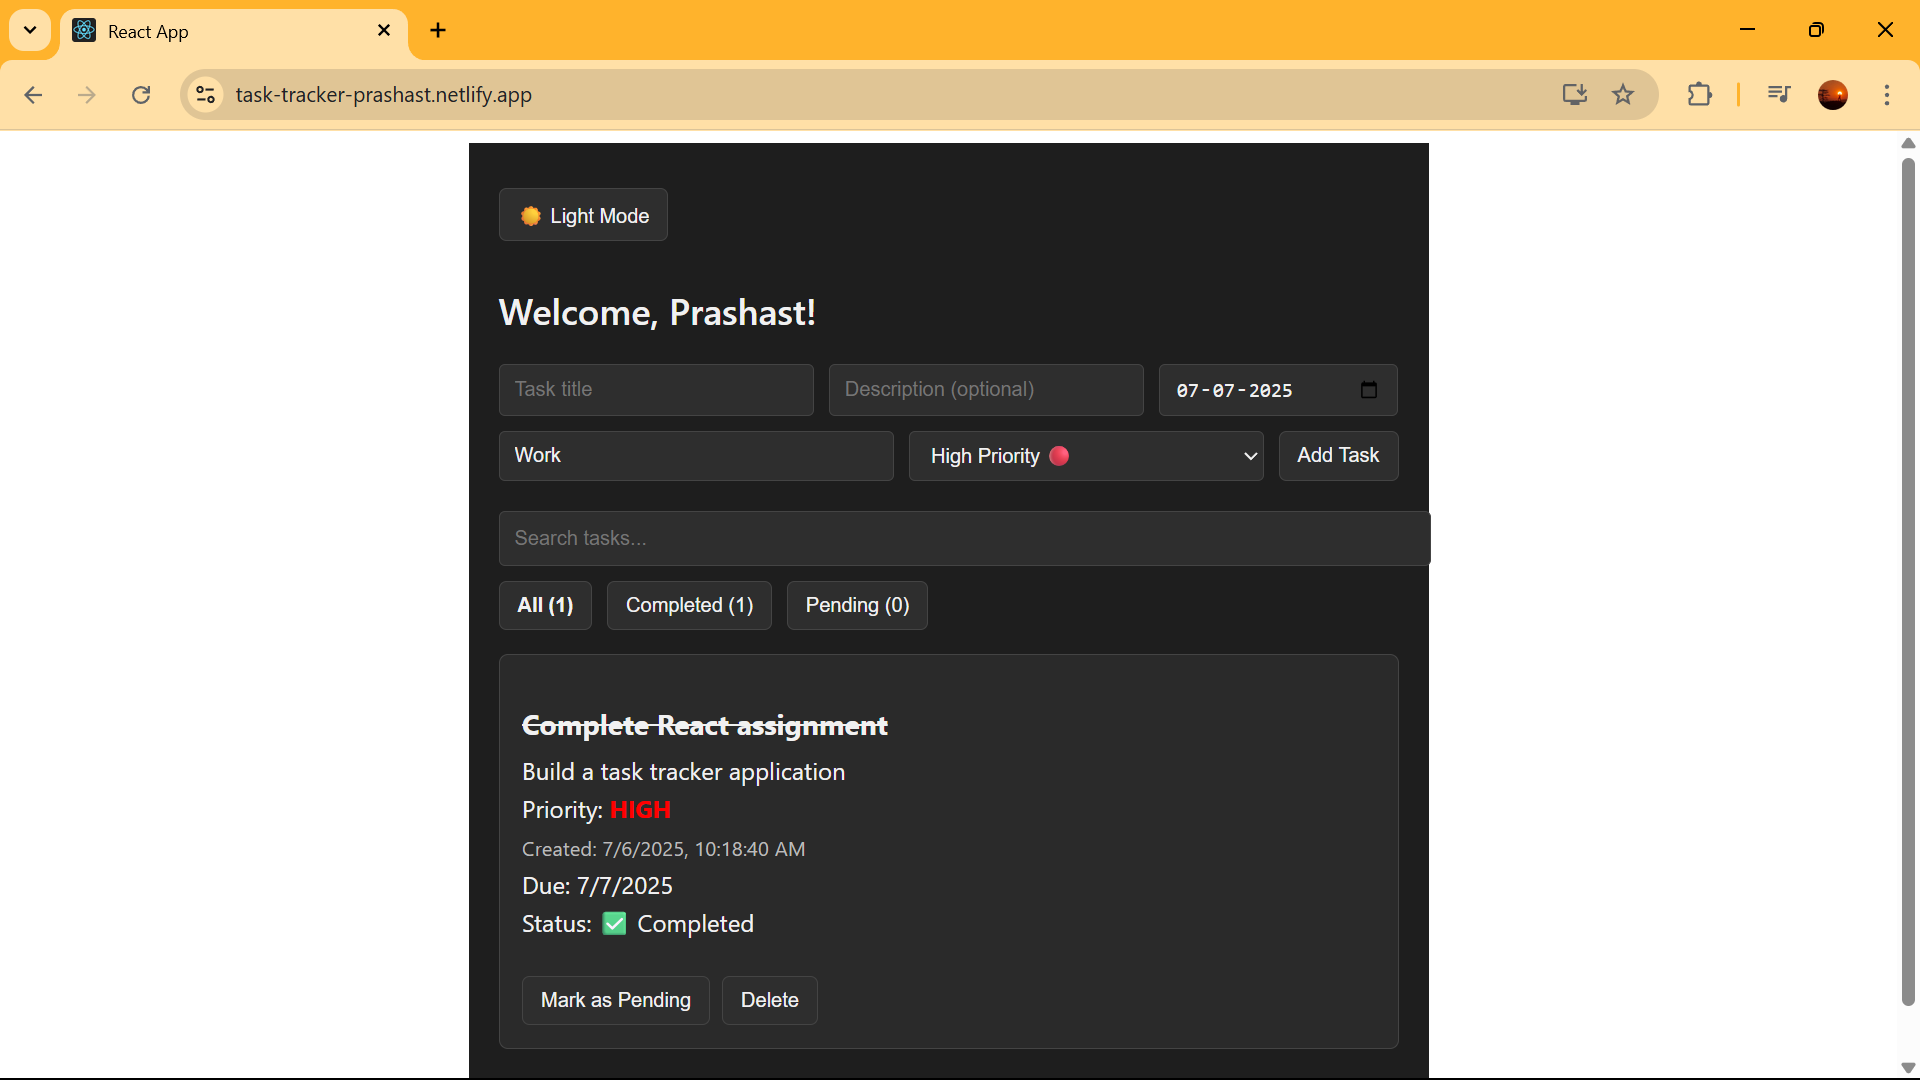 React App
task-tracker-prashast.netlify.app
Light Mode
Welcome, Prashast!
Task title Description (optional) 07-07-2025
Work High Priority Add Task
Search tasks...
All (1) Completed (1) Pending (0)
Complete React assignment
Build a task tracker application
Priority: HIGH
Created: 7/6/2025, 10:18:40 AM
Due: 7/7/2025
Status: ✅ Completed
Mark as Pending Delete